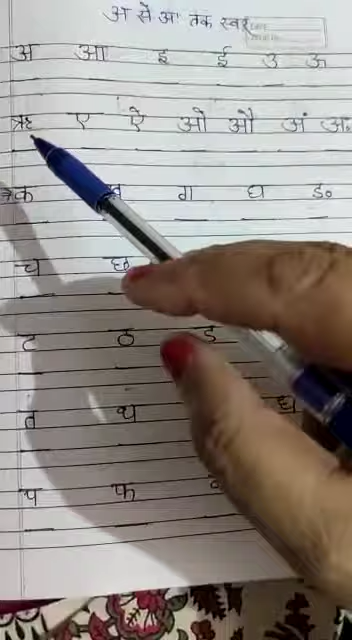 अ से अः तक स्वर
अ आ इ ई उ ऊ
ऋ ए ऐ ओ औ अं अः
क ख ग घ ङ
च छ
ट ठ ड
त थ ध
प फ